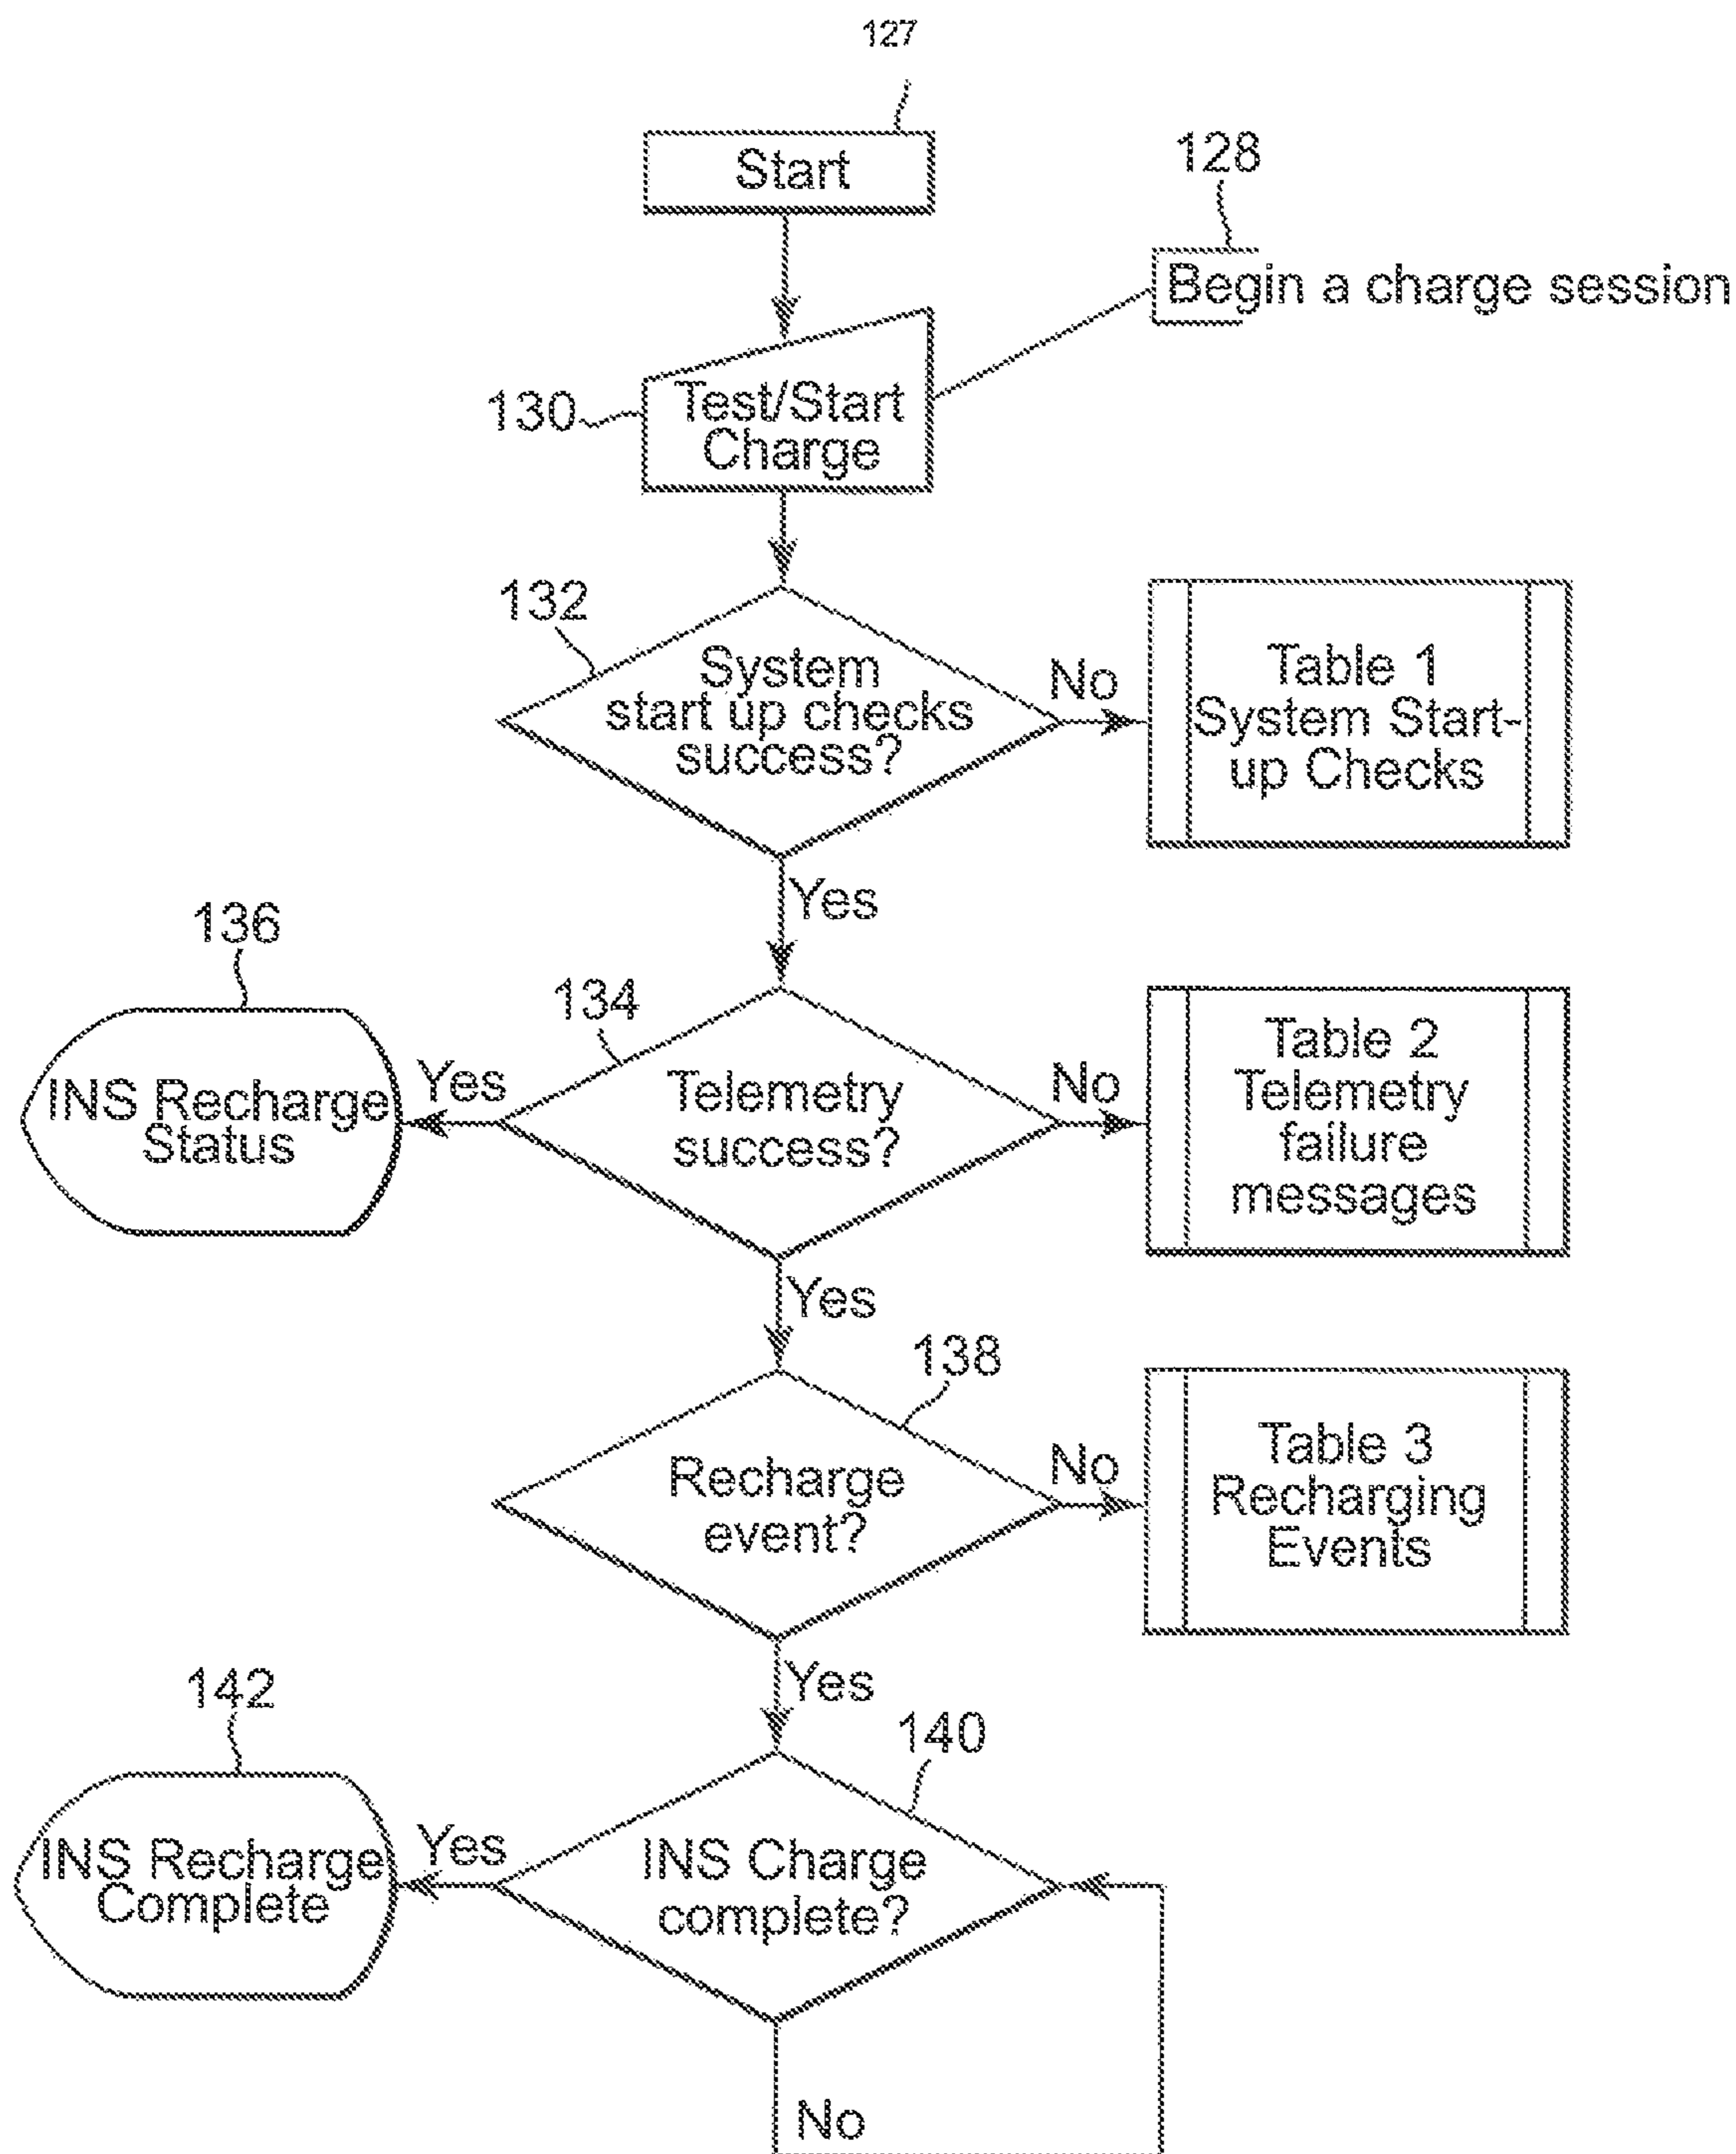 127
Start
128
Begin a charge session
130
Test/Start
Charge
132
System
start up checks
success?
No
Table 1
System Start-
up Checks
Yes
136
INS Recharge
Status
Yes
134
Telemetry
success?
No
Table 2
Telemetry
failure
messages
Yes
138
Recharge
event?
No
Table 3
Recharging
Events
Yes
142
INS Recharge
Complete
Yes
140
INS Charge
complete?
No